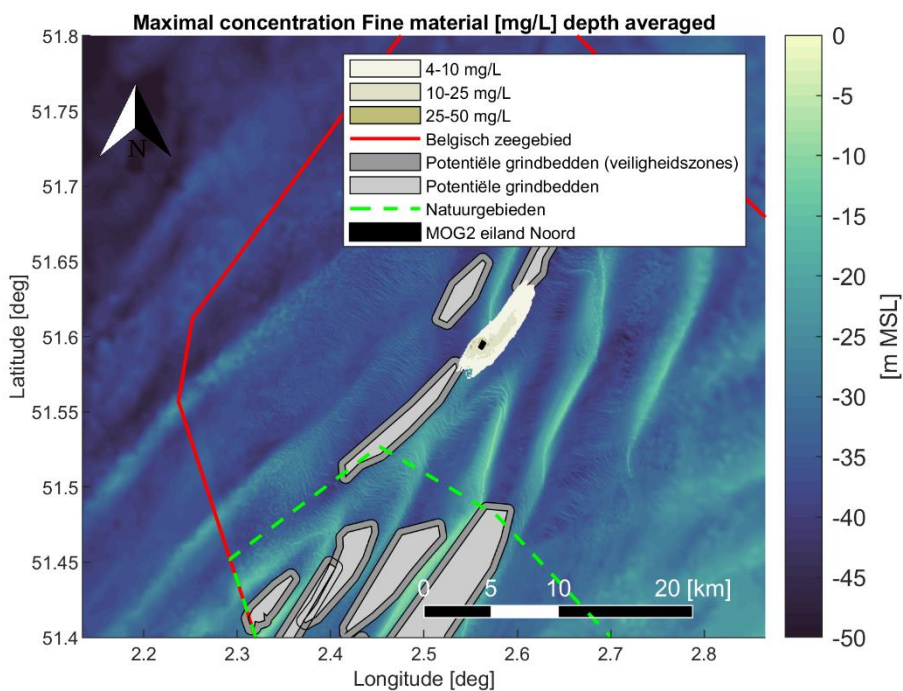 Maximal concentration Fine material [mg/L] depth averaged
51.8
51.75
51.7
51.65
51.6
51.55
51.5
51.45
51.4
Latitude [deg]
N
4-10 mg/L
10-25 mg/L
25-50 mg/L
Belgisch zeegebied
Potentiële grindbedden (veiligheidszones)
Potentiële grindbedden
Natuurgebieden
MOG2 eiland Noord
0 5 10 20 [km]
2.2 2.3 2.4 2.5 2.6 2.7 2.8
Longitude [deg]
0
-5
-10
-15
-20
-25
-30
-35
-40
-45
-50
[m MSL]